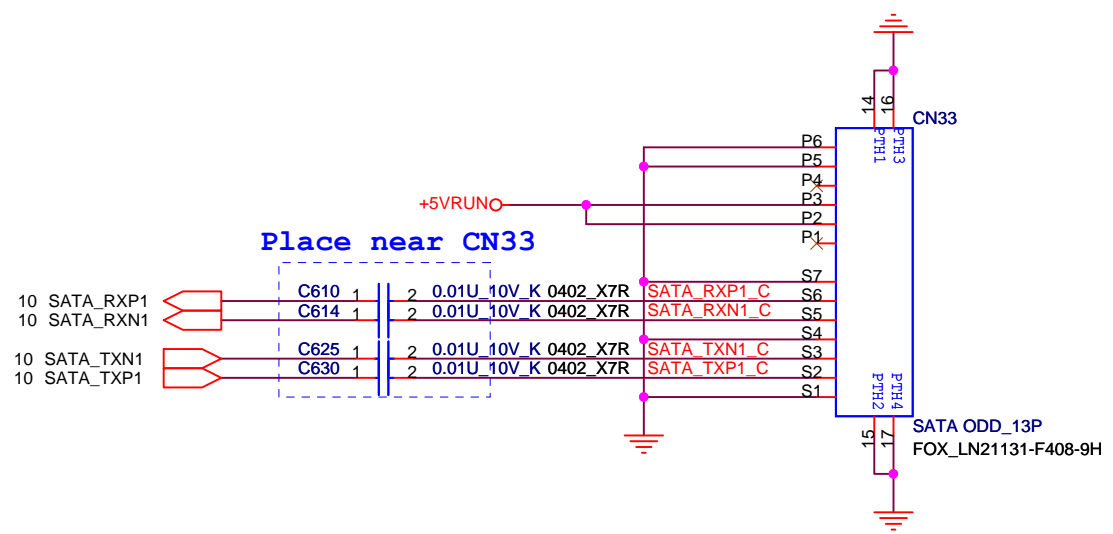 14 16
CN33
PTH1 PTH3
P6
P5
P4
P3
+5VRUN
P2
P1
Place near CN33
S7
10 SATA_RXP1 C610 1 2 0.01U_10V_K 0402_X7R SATA_RXP1_C S6
10 SATA_RXN1 C614 1 2 0.01U_10V_K 0402_X7R SATA_RXN1_C S5
S4
10 SATA_TXN1 C625 1 2 0.01U_10V_K 0402_X7R SATA_TXN1_C S3
10 SATA_TXP1 C630 1 2 0.01U_10V_K 0402_X7R SATA_TXP1_C S2
S1
PTH2 PTH4
SATA ODD_13P
15 17
FOX_LN21131-F408-9H